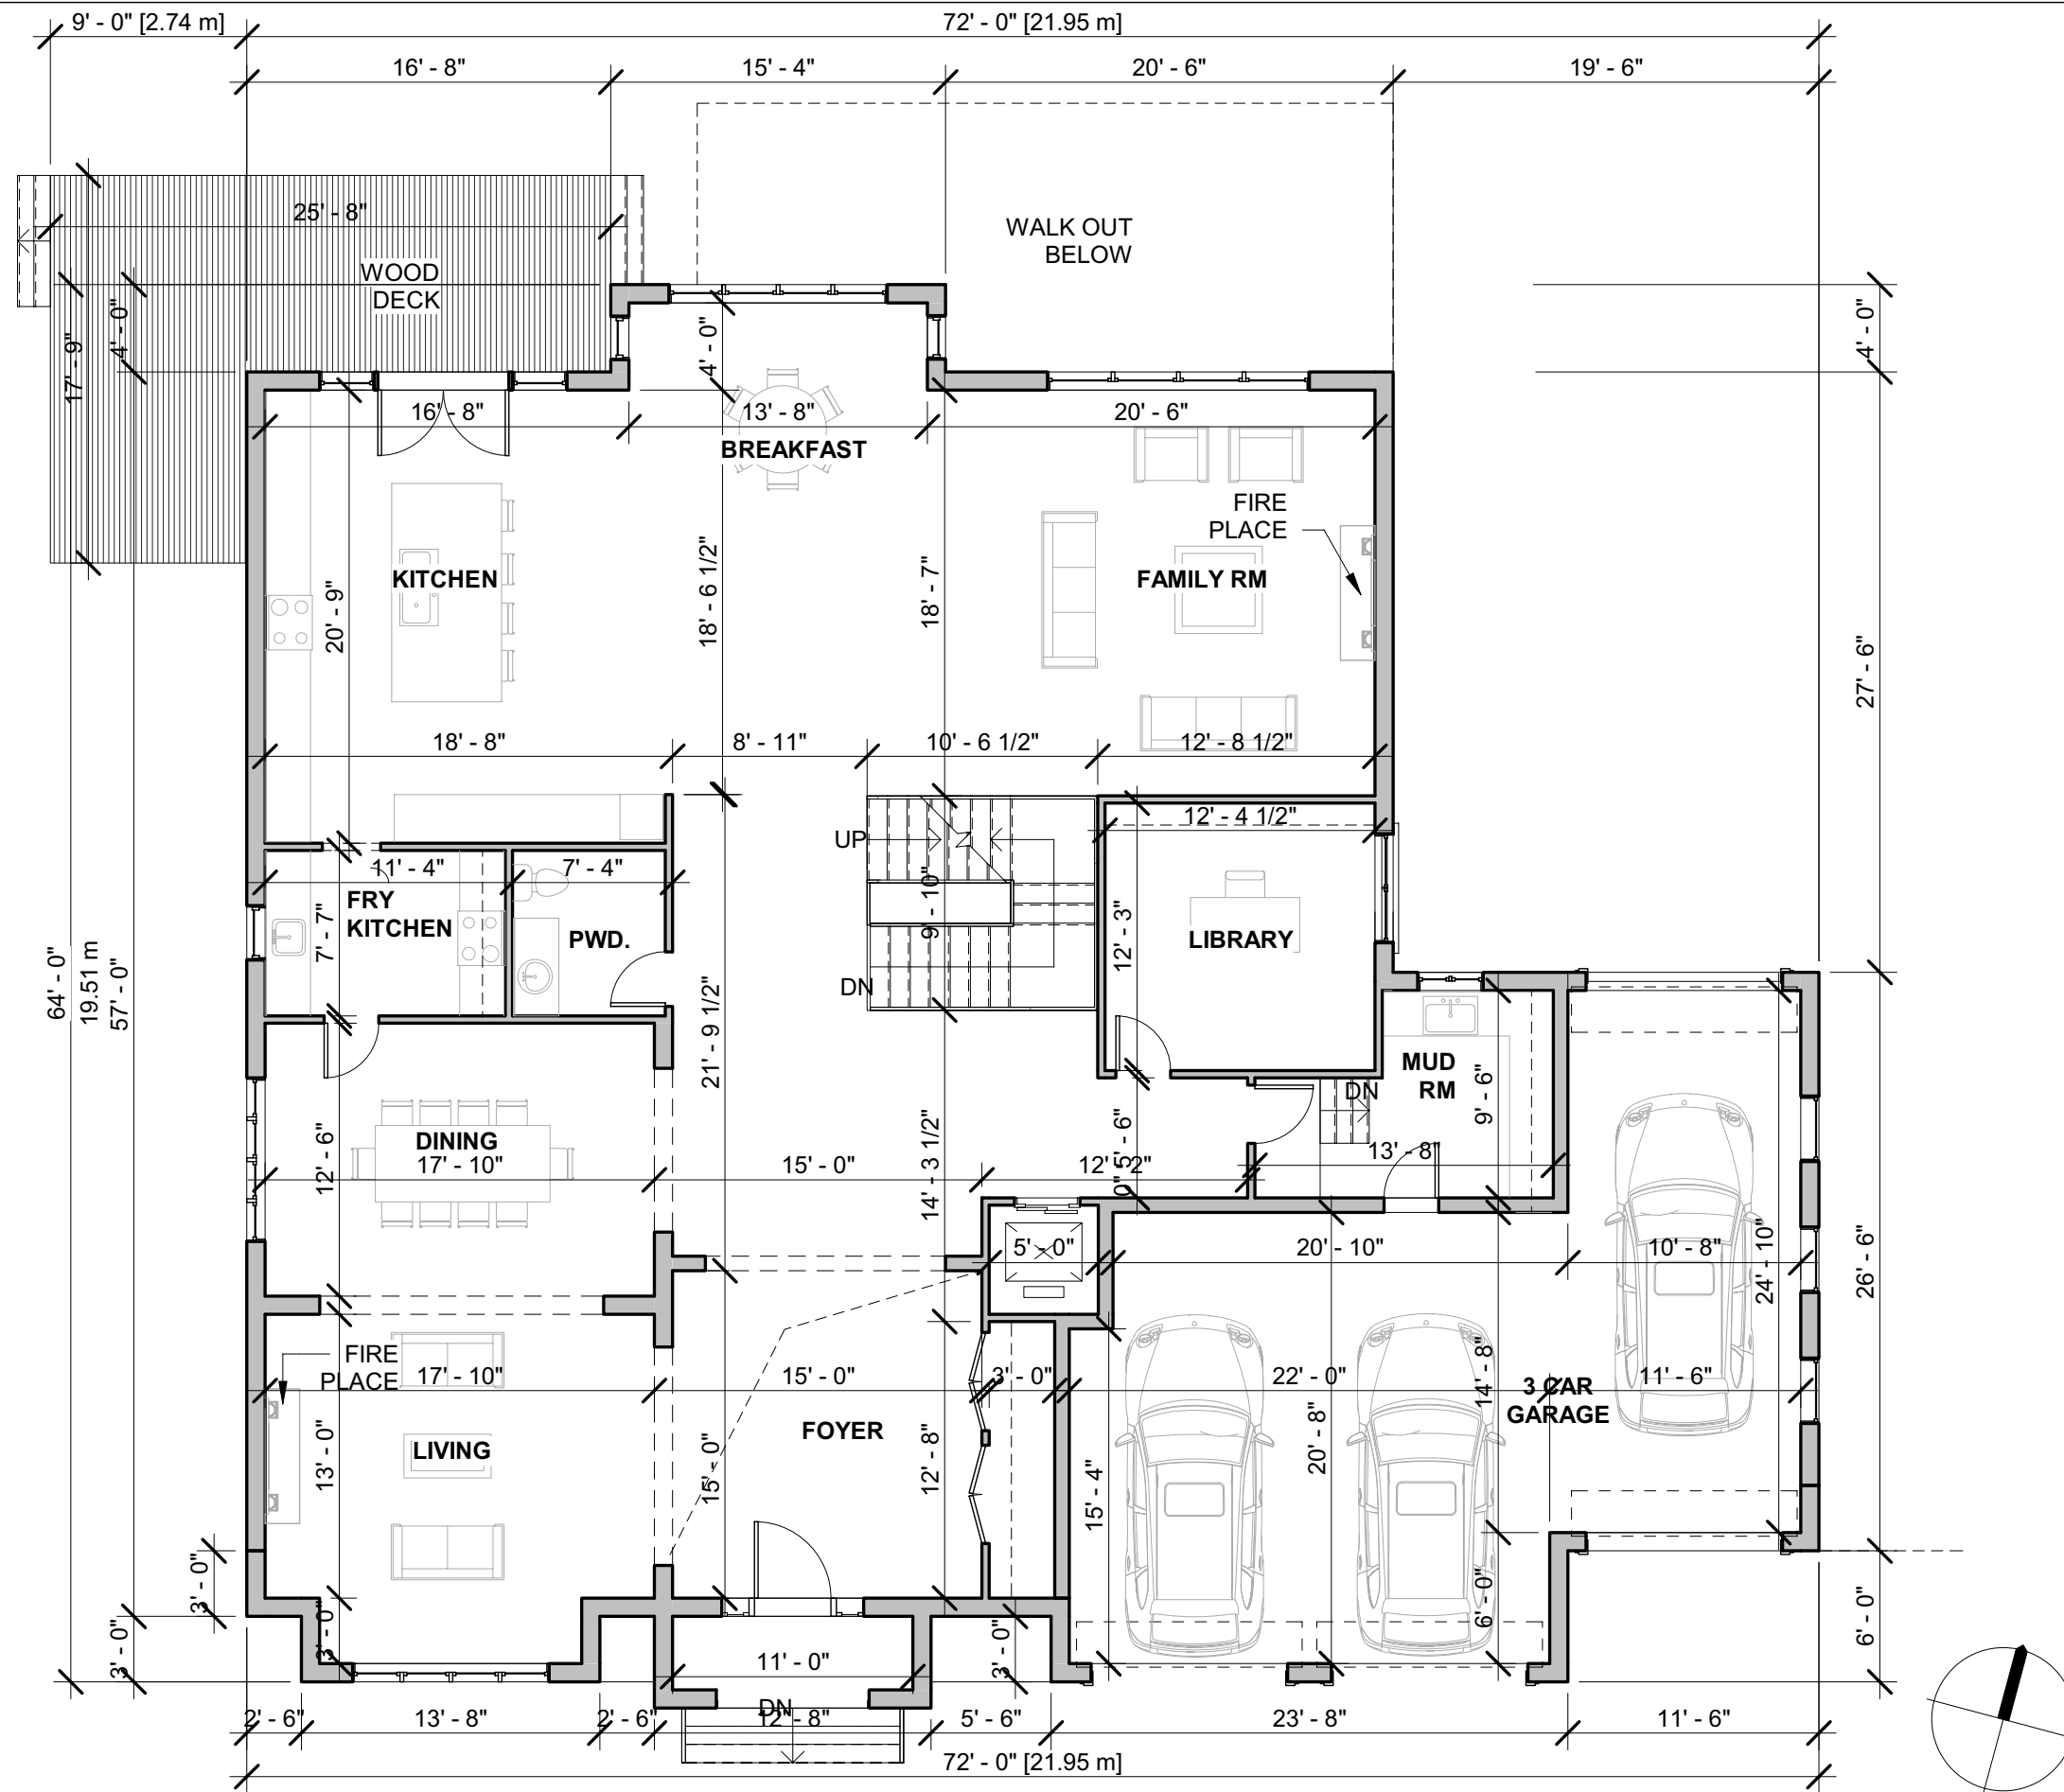 9' - 0" [2.74 m]
72' - 0" [21.95 m]
16' - 8"
15' - 4"
20' - 6"
19' - 6"
25' - 8"
WALK OUT
BELOW
WOOD
DECK
17' - 9"
4' - 0"
4' - 0"
4' - 0"
16' - 8"
13' - 8"
20' - 6"
BREAKFAST
FIRE
PLACE
KITCHEN
20' - 9"
18' - 6 1/2"
18' - 7"
FAMILY RM
27' - 6"
18' - 8"
8' - 11"
10' - 6 1/2"
12' - 8 1/2"
12' - 4 1/2"
UP
11' - 4"
7' - 4"
FRY
KITCHEN
7' - 7"
PWD.
9' - 10"
12' - 3"
LIBRARY
DN
64' - 0"
19.51 m
57' - 0"
21' - 9 1/2"
MUD
RM
DN
9' - 6"
DINING
12' - 6"
17' - 10"
15' - 0"
14' - 3 1/2"
13' - 8"
5' - 0"
20' - 10"
10' - 8"
24' - 10"
26' - 6"
FIRE
PLACE
17' - 10"
15' - 0"
3' - 0"
22' - 0"
14' - 8"
11' - 6"
3 CAR
GARAGE
FOYER
LIVING
13' - 0"
15' - 0"
12' - 8"
15' - 4"
20' - 8"
3' - 0"
3' - 0"
3' - 0"
3' - 0"
6' - 0"
6' - 0"
11' - 0"
DN
2' - 6"
13' - 8"
2' - 6"
12' - 8"
5' - 6"
23' - 8"
11' - 6"
72' - 0" [21.95 m]